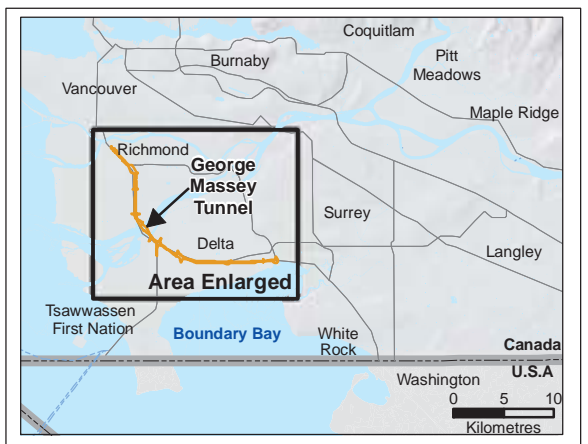 Coquitlam
Burnaby
Pitt
Meadows
Vancouver
Maple Ridge
Richmond
George
Massey
Tunnel
Surrey
Delta
Langley
Area Enlarged
Tsawwassen
First Nation
Boundary Bay
White
Rock
Canada
U.S.A
Washington
0 5 10
Kilometres